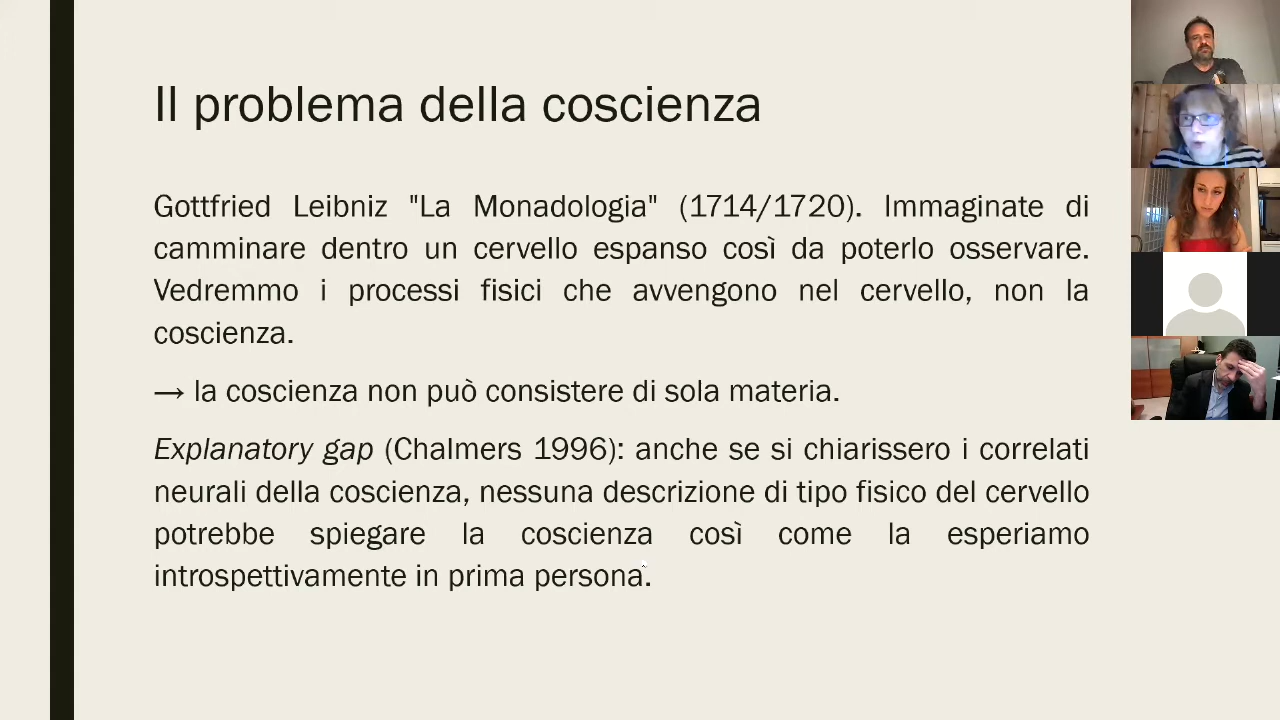 Il problema della coscienza
Gottfried Leibniz "La Monadologia" (1714/1720). Immaginate di
camminare dentro un cervello espanso così da poterlo osservare.
Vedremmo i processi fisici che avvengono nel cervello, non la
coscienza.
→ la coscienza non può consistere di sola materia.
Explanatory gap (Chalmers 1996): anche se si chiarissero i correlati
neurali della coscienza, nessuna descrizione di tipo fisico del cervello
potrebbe spiegare la coscienza così come la esperiamo
introspettivamente in prima persona.